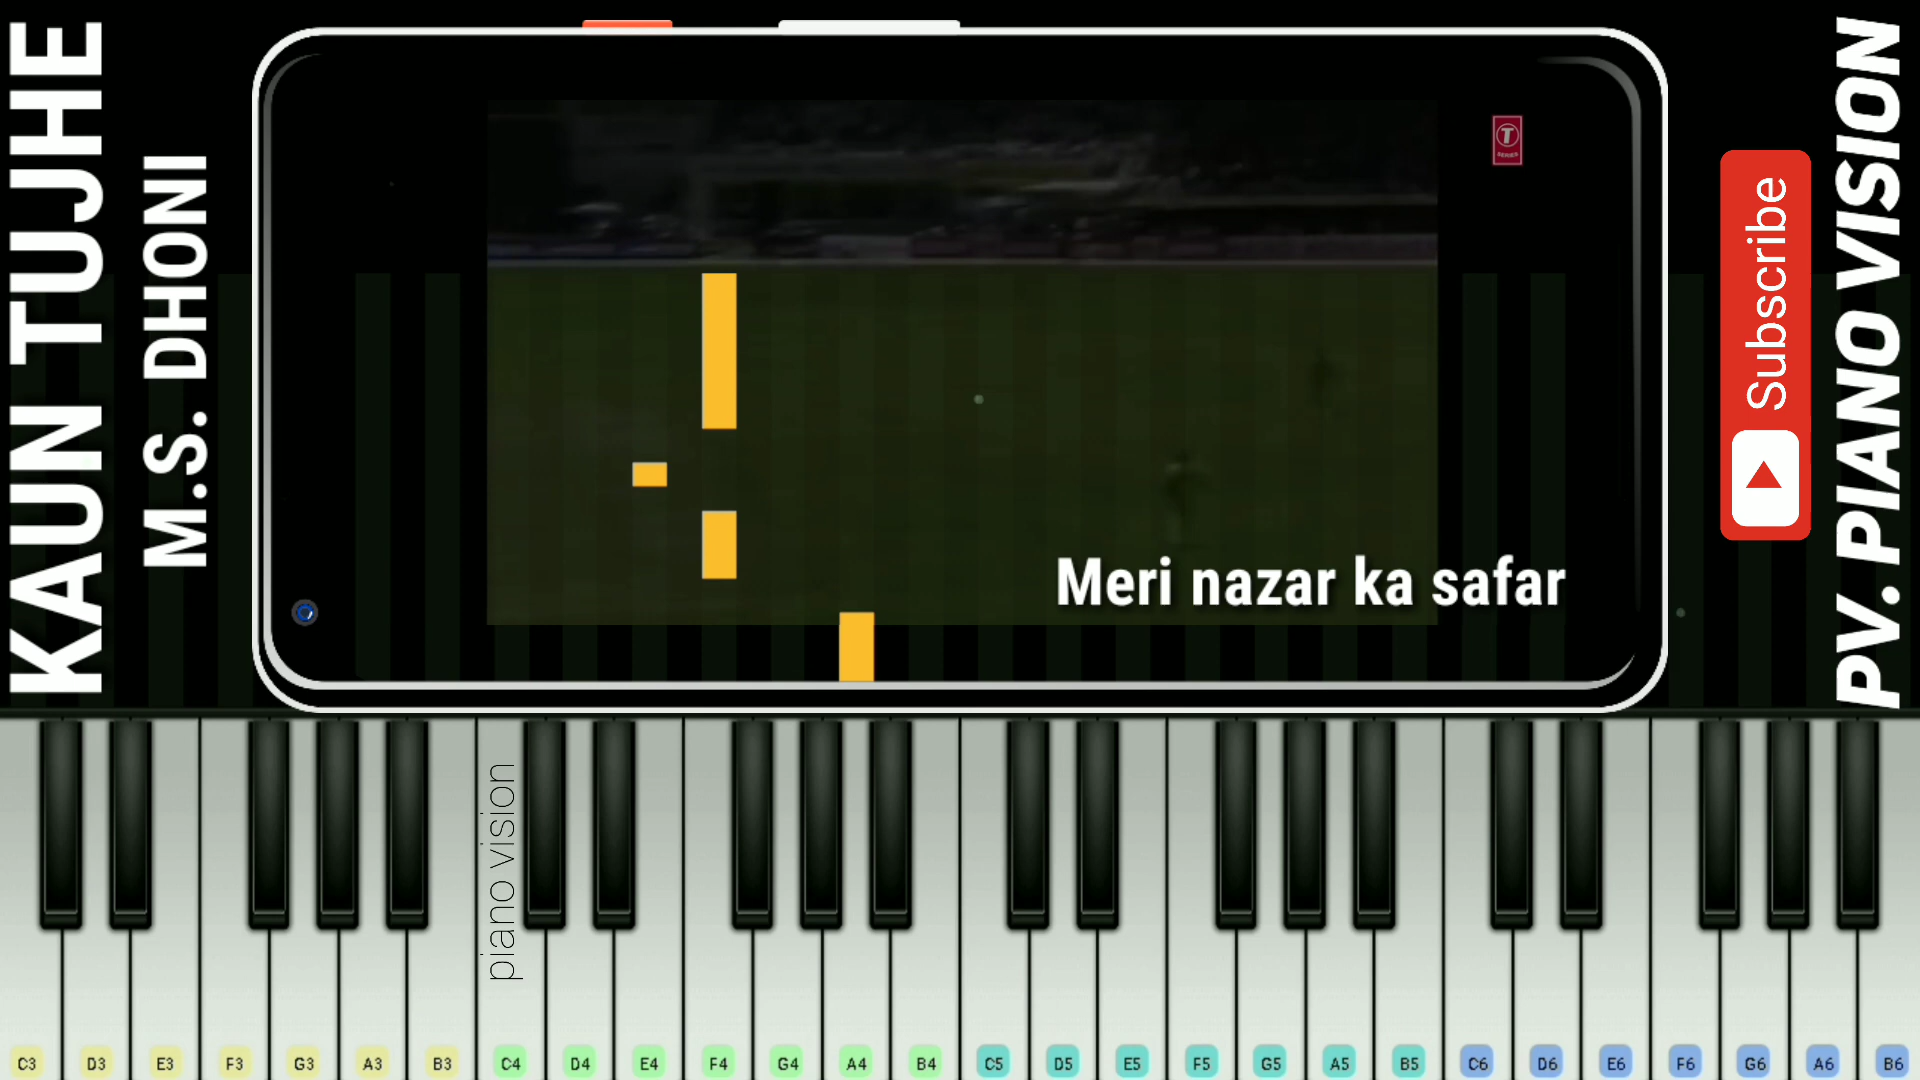 KAUN TUJHE
M.S. DHONI
T
SERIES
Meri nazar ka safar
Subscribe
PV. PIANO VISION
piano vision
C3 D3 E3 F3 G3 A3 B3 C4 D4 E4 F4 G4 A4 B4 C5 D5 E5 F5 G5 A5 B5 C6 D6 E6 F6 G6 A6 B6